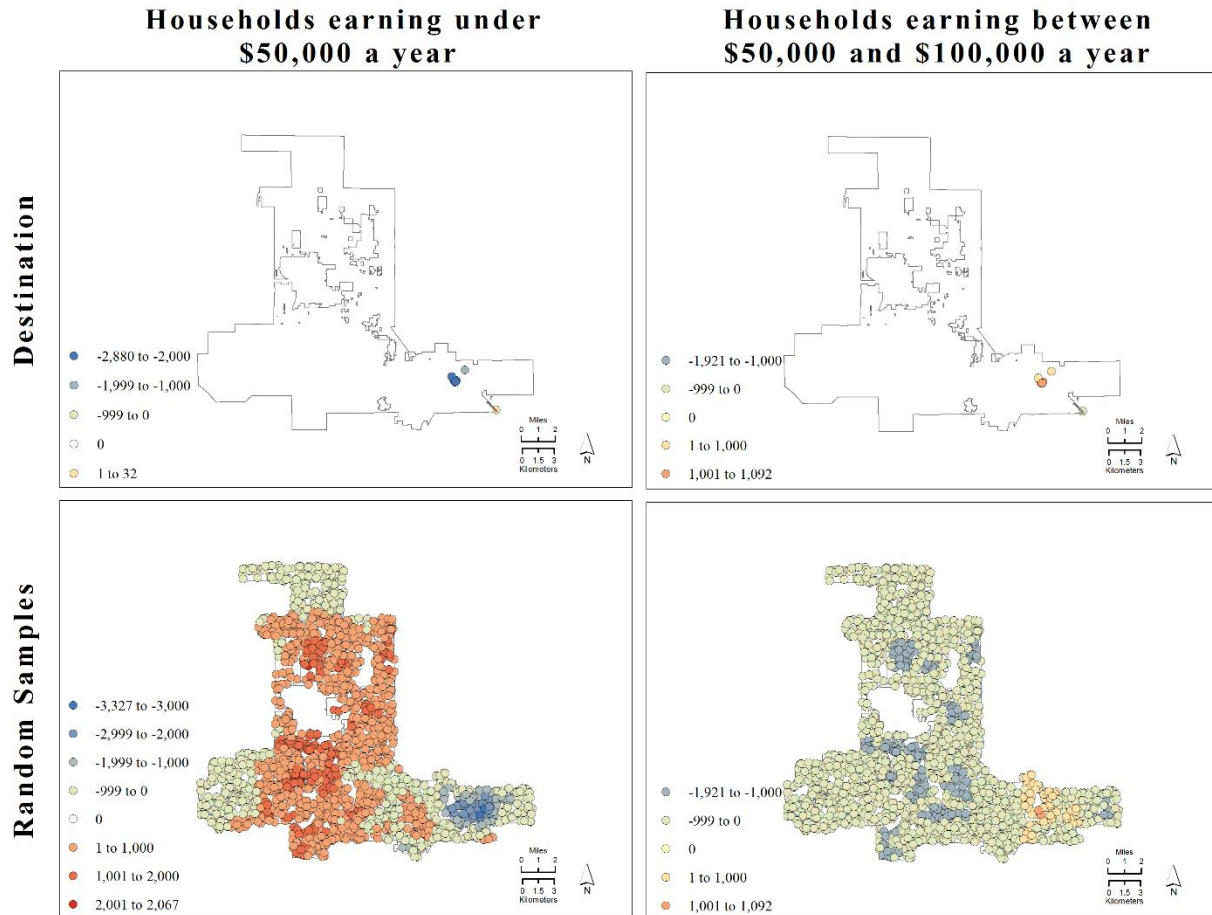 Households earning under
$50,000 a year
Households earning between
$50,000 and $100,000 a year
Destination
-2,880 to -2,000
-1,999 to -1,000
-999 to 0
0
1 to 32
Miles
0 1 2
0 1.5 3
Kilometers
N
-1,921 to -1,000
-999 to 0
0
1 to 1,000
1,001 to 1,092
Miles
0 1 2
0 1.5 3
Kilometers
N
Random Samples
-3,327 to -3,000
-2,999 to -2,000
-1,999 to -1,000
-999 to 0
0
1 to 1,000
1,001 to 2,000
2,001 to 2,067
Miles
0 1 2
0 1.5 3
Kilometers
N
-1,921 to -1,000
-999 to 0
0
1 to 1,000
1,001 to 1,092
Miles
0 1 2
0 1.5 3
Kilometers
N